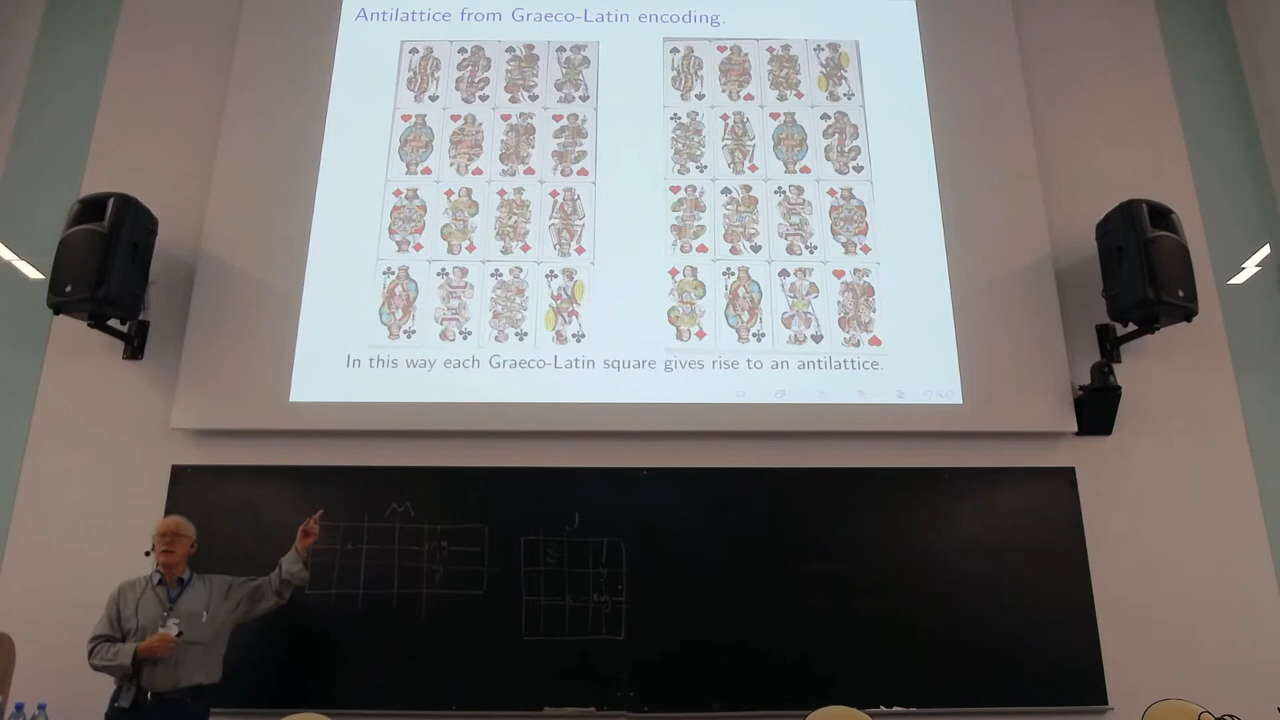 Antilattice from Graeco-Latin encoding.
In this way each Graeco-Latin square gives rise to an antilattice.
M
J